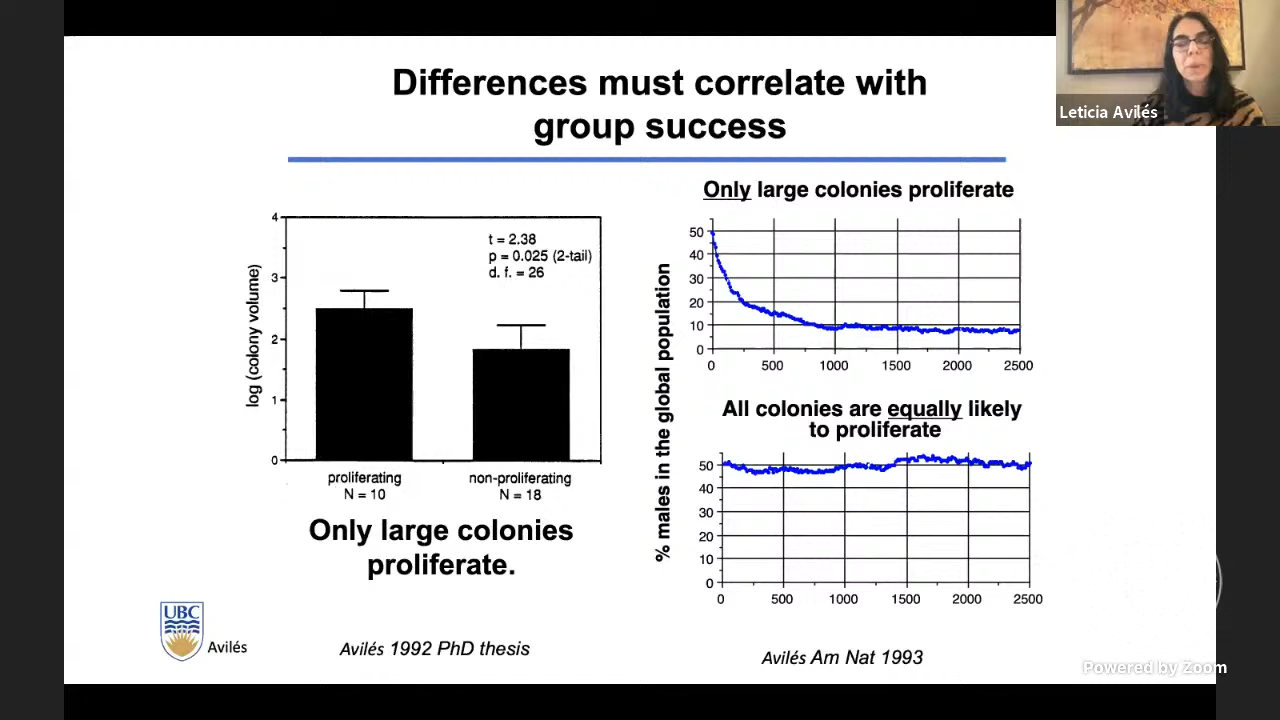 Differences must correlate with
group success
Leticia Avilés
4
3
2
1
0
log (colony volume)
t = 2.38
p = 0.025 (2-tail)
d. f. = 26
proliferating
N = 10
non-proliferating
N = 18
Only large colonies
proliferate.
Avilés 1992 PhD thesis
% males in the global population
Only large colonies proliferate
50
40
30
20
10
0
0 500 1000 1500 2000 2500
All colonies are equally likely
to proliferate
50
40
30
20
10
0
0 500 1000 1500 2000 2500
Avilés Am Nat 1993
UBC
Avilés
Powered by Zoom